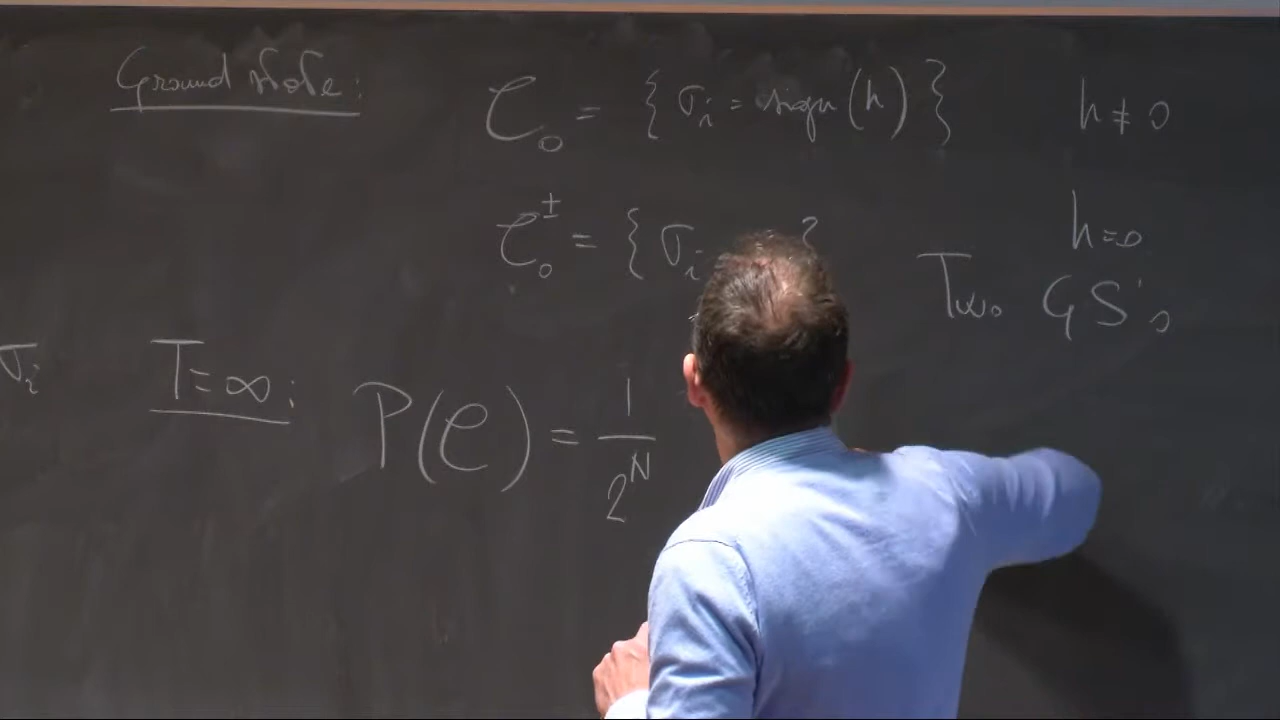 Ground State:
C₀ = { σᵢ = sign (h) } h ≠ 0
C₀^± = { σᵢ } h = 0
Two GS's
σᵢ T = ∞ : P(C) = 1/2^N